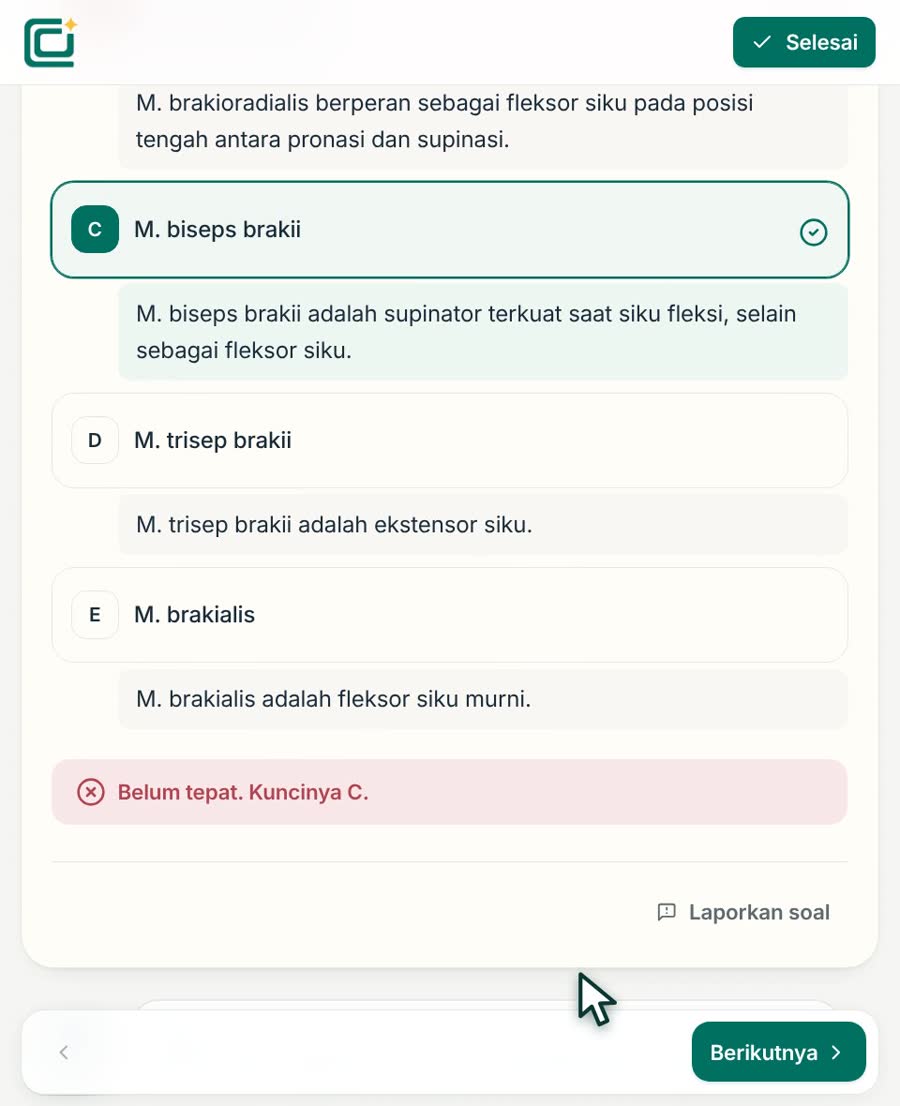 Selesai
M. brakioradialis berperan sebagai fleksor siku pada posisi
tengah antara pronasi dan supinasi.
C
M. biseps brakii
M. biseps brakii adalah supinator terkuat saat siku fleksi, selain
sebagai fleksor siku.
D
M. trisep brakii
M. trisep brakii adalah ekstensor siku.
E
M. brakialis
M. brakialis adalah fleksor siku murni.
Belum tepat. Kuncinya C.
Laporkan soal
Berikutnya